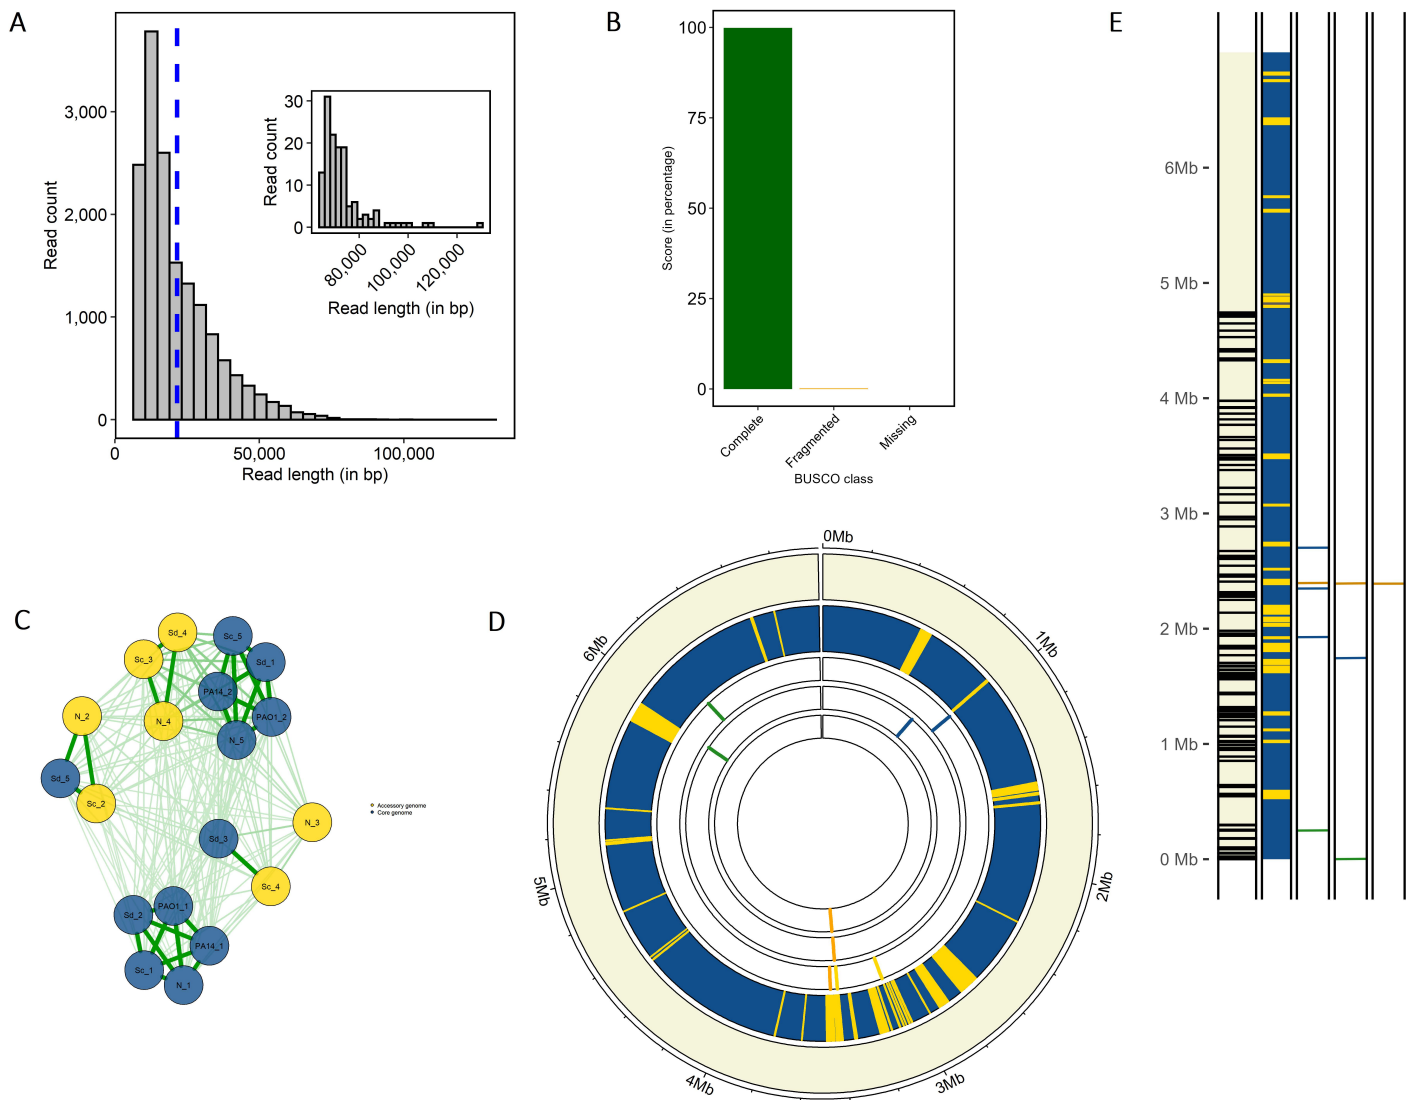 A
3,000
2,000
1,000
0
Read count
0
50,000
100,000
Read length (in bp)
30
20
10
0
Read count
80,000
100,000
120,000
Read length (in bp)
B
100
75
50
25
0
Score (in percentage)
Complete
Fragmented
Missing
BUSCO class
C
Sd_4
Sc_5
Sc_3
Sd_1
PA14_2
N_2
N_4
PAO1_2
N_5
Sd_5
Sc_2
N_3
Sd_3
Sc_4
PAO1_1
Sd_2
PA14_1
Sc_1
N_1
Accessory genome
Core genome
D
0Mb
1Mb
2Mb
3Mb
4Mb
5Mb
6Mb
E
6Mb
5 Mb
4 Mb
3 Mb
2 Mb
1 Mb
0 Mb